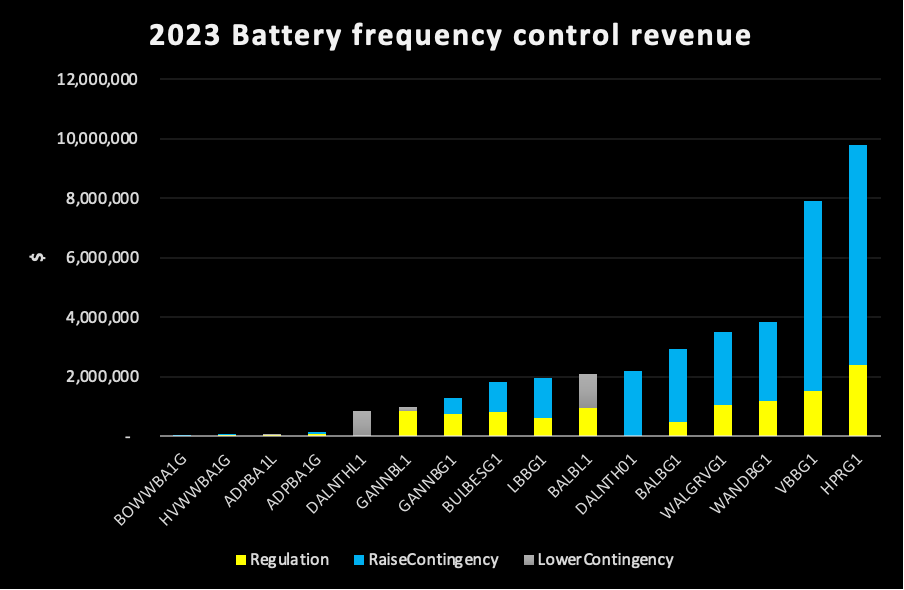 2023 Battery frequency control revenue
12,000,000
10,000,000
8,000,000
6,000,000
4,000,000
2,000,000
-
$
BOWWBA1G
HVWWBA1G
ADPBA1L
ADPBA1G
DALNTHL1
GANNBL1
GANNBG1
BULBESG1
LBBG1
BALBL1
DALNTH01
BALBG1
WALGRVG1
WANDBG1
VBBG1
HPRG1
Regulation
RaiseContingency
LowerContingency